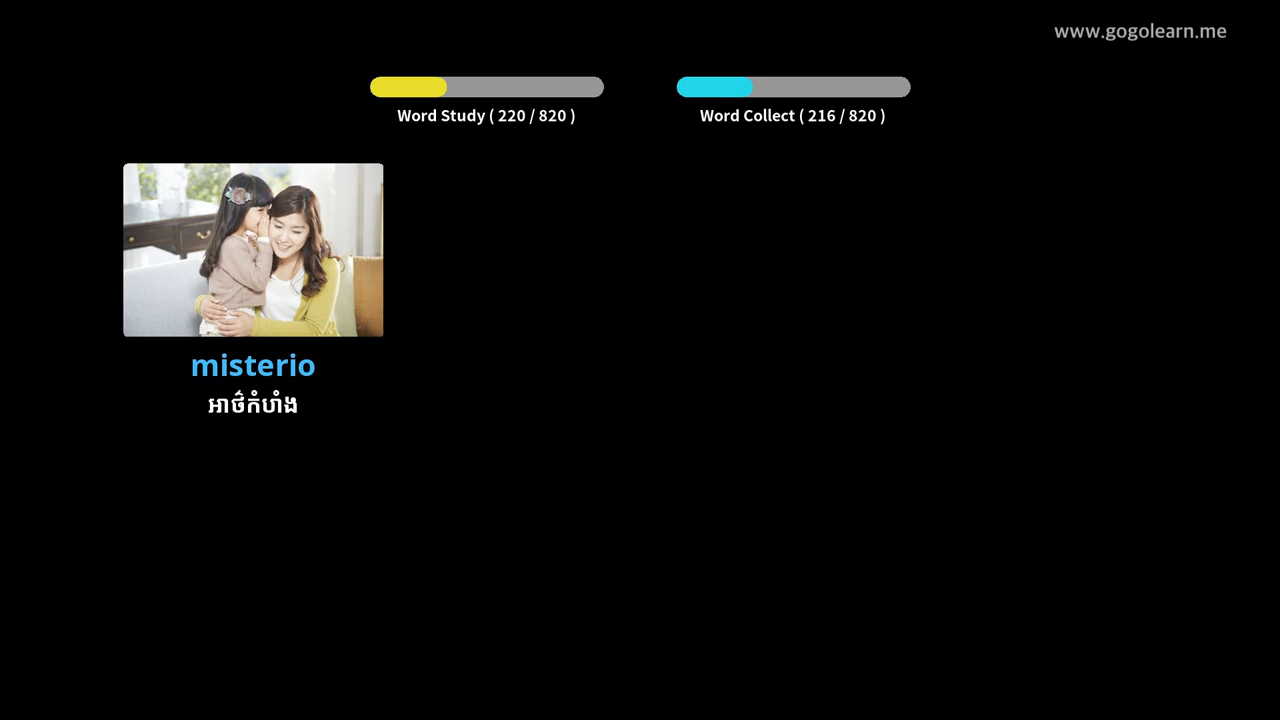 www.gogolearn.me
Word Study ( 220 / 820 )
Word Collect ( 216 / 820 )
misterio
អាថ៌កំបាំង